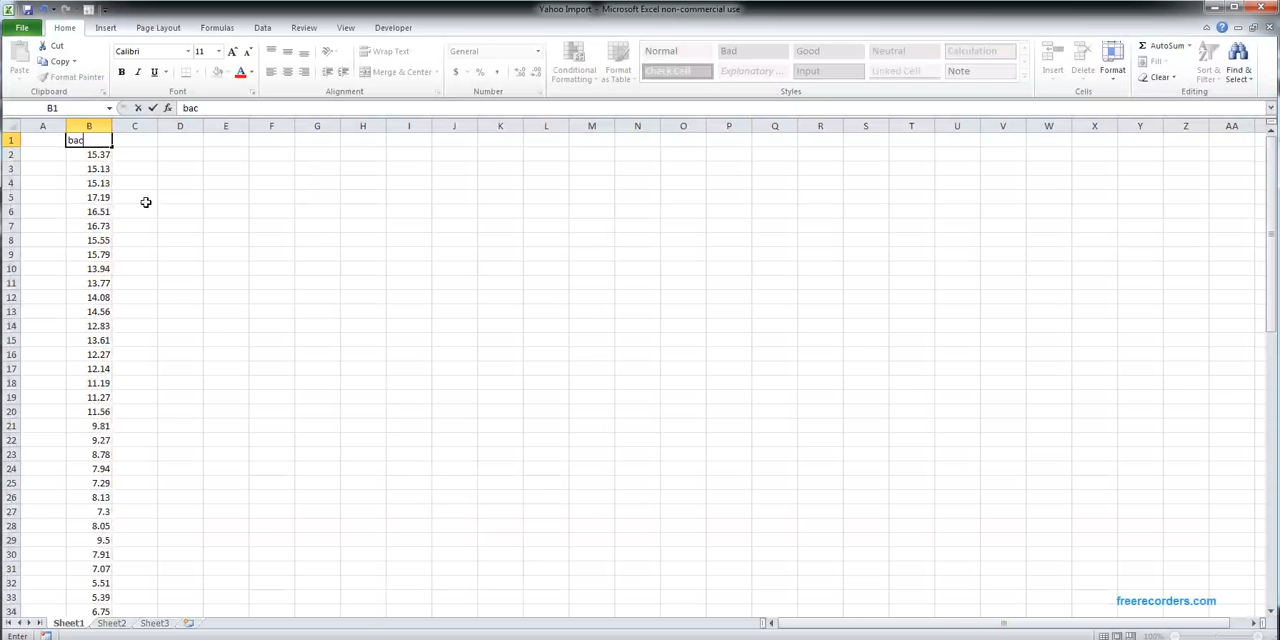 Yahoo Import - Microsoft Excel non-commercial use
File Home Insert Page Layout Formulas Data Review View Developer
Paste Cut Copy Format Painter
Clipboard
Calibri 11
B I U A
Font
Wrap Text
Merge & Center
Alignment
General
$ % ,
Number
Conditional Formatting
Format as Table
Normal Bad Good Neutral Calculation
Check Cell Explanatory ... Input Linked Cell Note
Styles
Insert Delete Format
Cells
Σ AutoSum
Fill
Clear
Sort & Filter
Find & Select
Editing
B1 fx bac
A B C D E F G H I J K L M N O P Q R S T U V W X Y Z AA
1 bac
2 15.37
3 15.13
4 15.13
5 17.19
6 16.51
7 16.73
8 15.55
9 15.79
10 13.94
11 13.77
12 14.08
13 14.56
14 12.83
15 13.61
16 12.27
17 12.14
18 11.19
19 11.27
20 11.56
21 9.81
22 9.27
23 8.78
24 7.94
25 7.29
26 8.13
27 7.3
28 8.05
29 9.5
30 7.91
31 7.07
32 5.51
33 5.39
34 6.75
freerecorders.com
Sheet1 Sheet2 Sheet3
Enter 100%